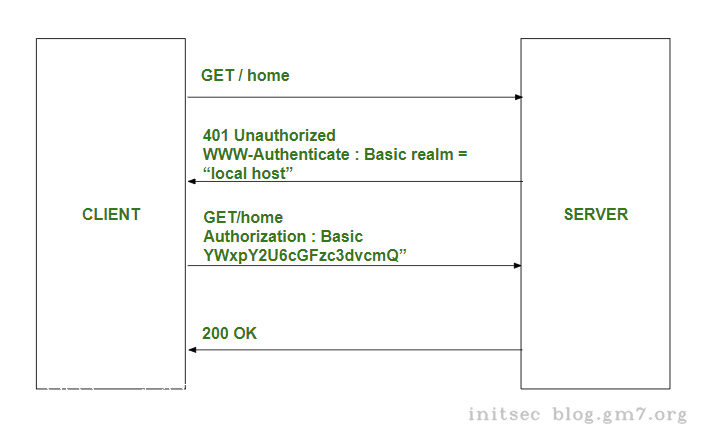 GET / home
401 Unauthorized
WWW-Authenticate : Basic realm =
“local host”
CLIENT
SERVER
GET/home
Authorization : Basic
YWxpY2U6cGFzc3dvcmQ”
200 OK
initsec blog.gm7.org